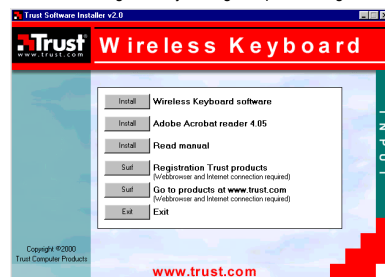 Trust Software Installer v2.0
Trust
www.trust.com
Wireless Keyboard
Install Wireless Keyboard software
Install Adobe Acrobat reader 4.05
Install Read manual
Surf Registration Trust products
(Webbrowser and Internet connection required)
Surf Go to products at www.trust.com
(Webbrowser and Internet connection required)
Exit Exit
INPUT
Copyright ©2000
Trust Computer Products
www.trust.com